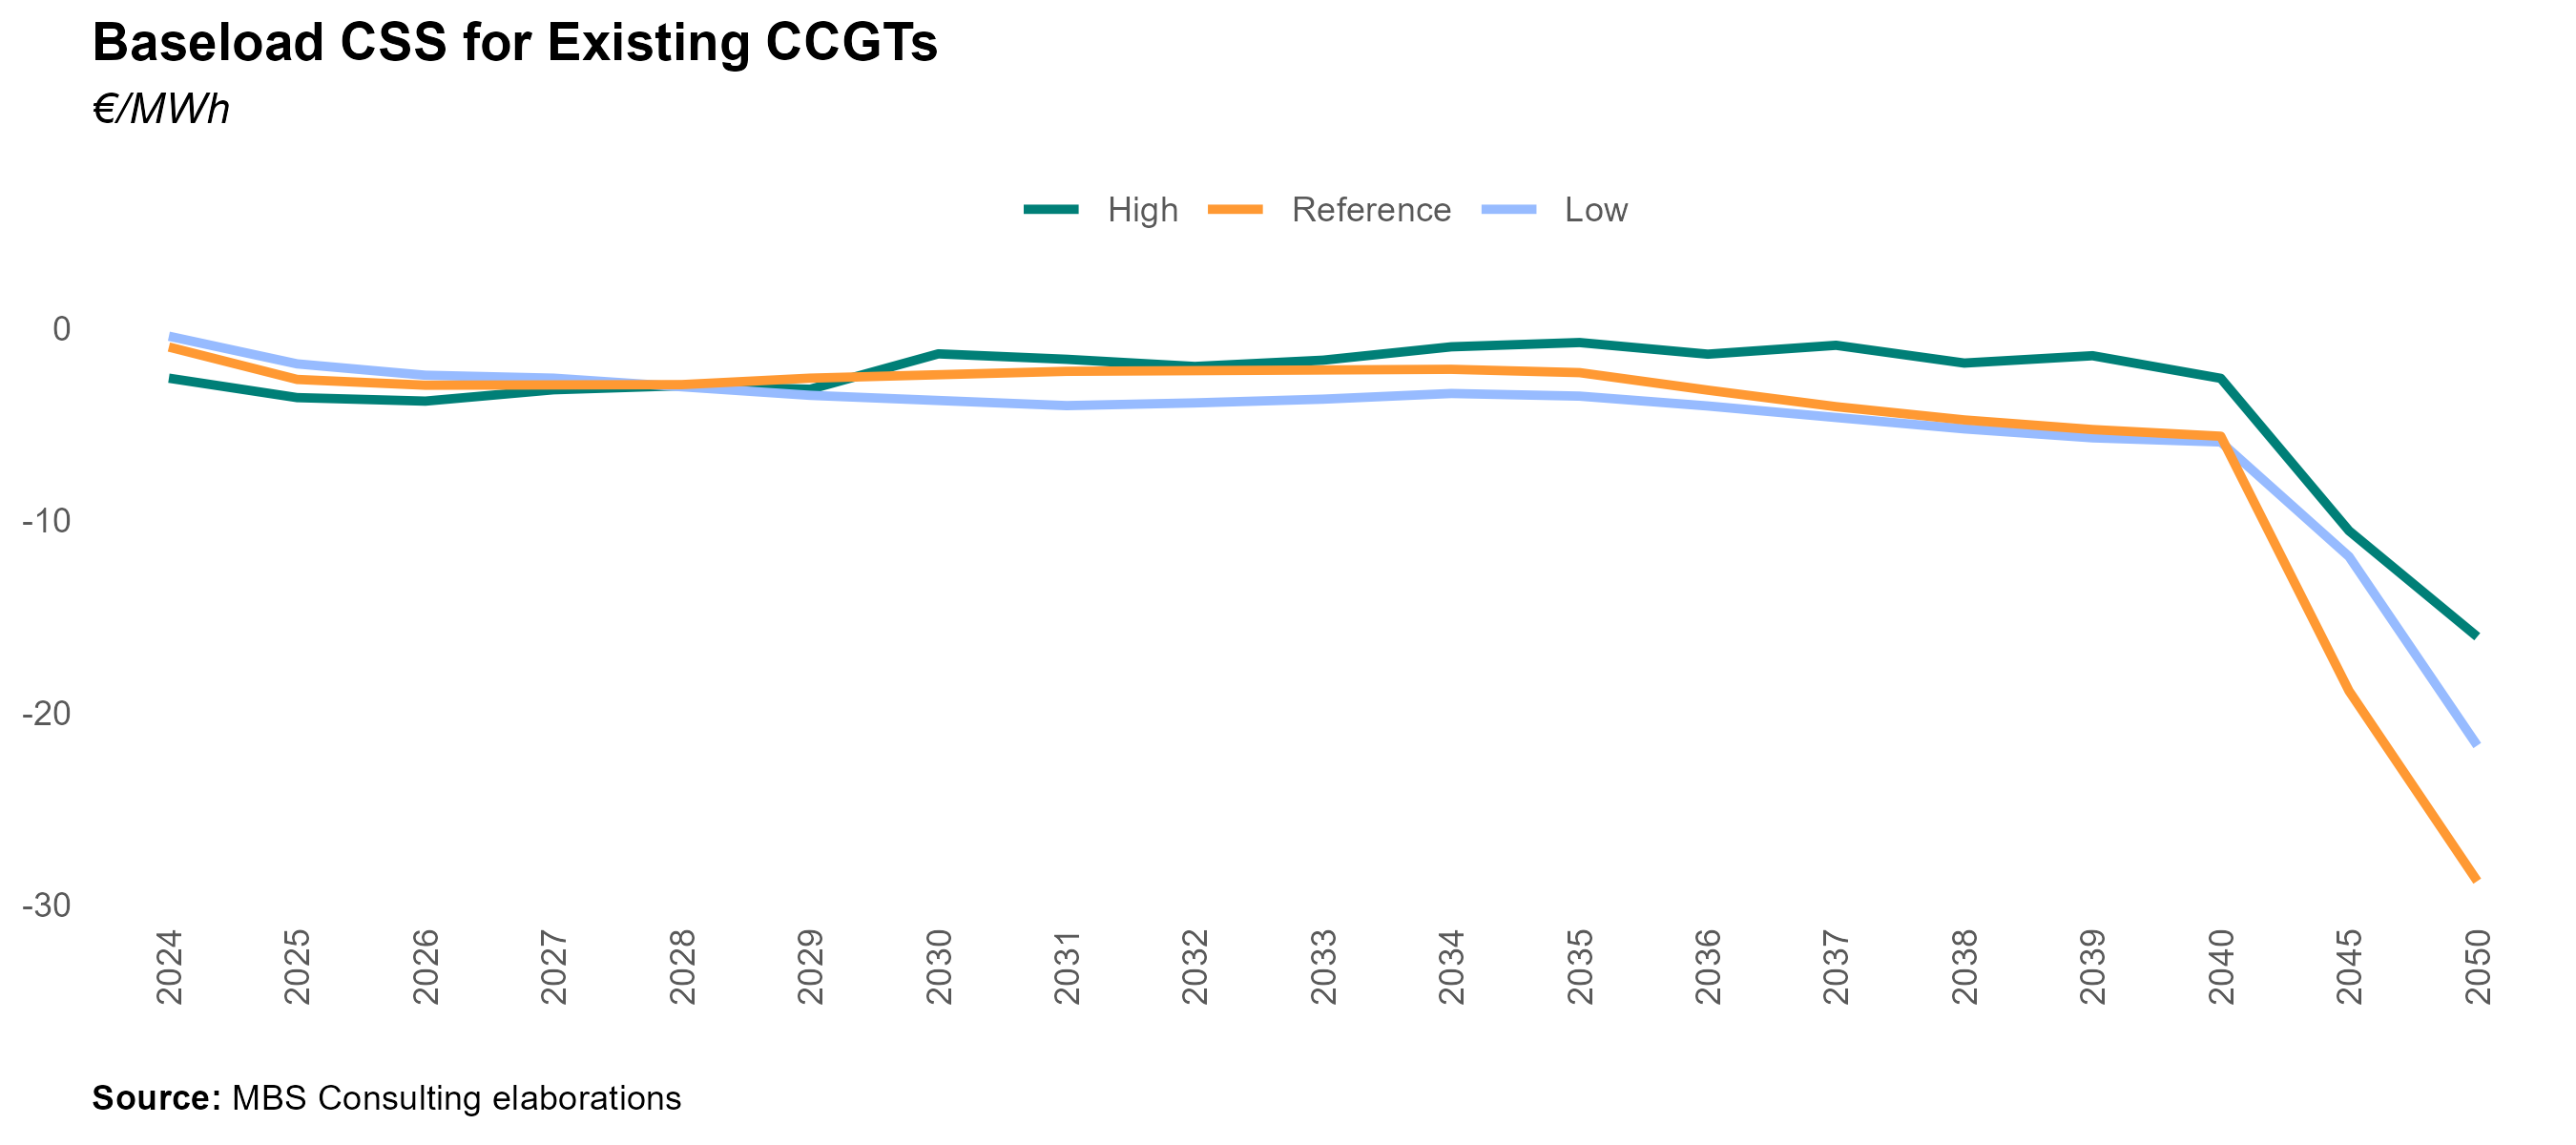 Baseload CSS for Existing CCGTs
€/MWh
High Reference Low
0
-10
-20
-30
2024 2025 2026 2027 2028 2029 2030 2031 2032 2033 2034 2035 2036 2037 2038 2039 2040 2045 2050
Source: MBS Consulting elaborations